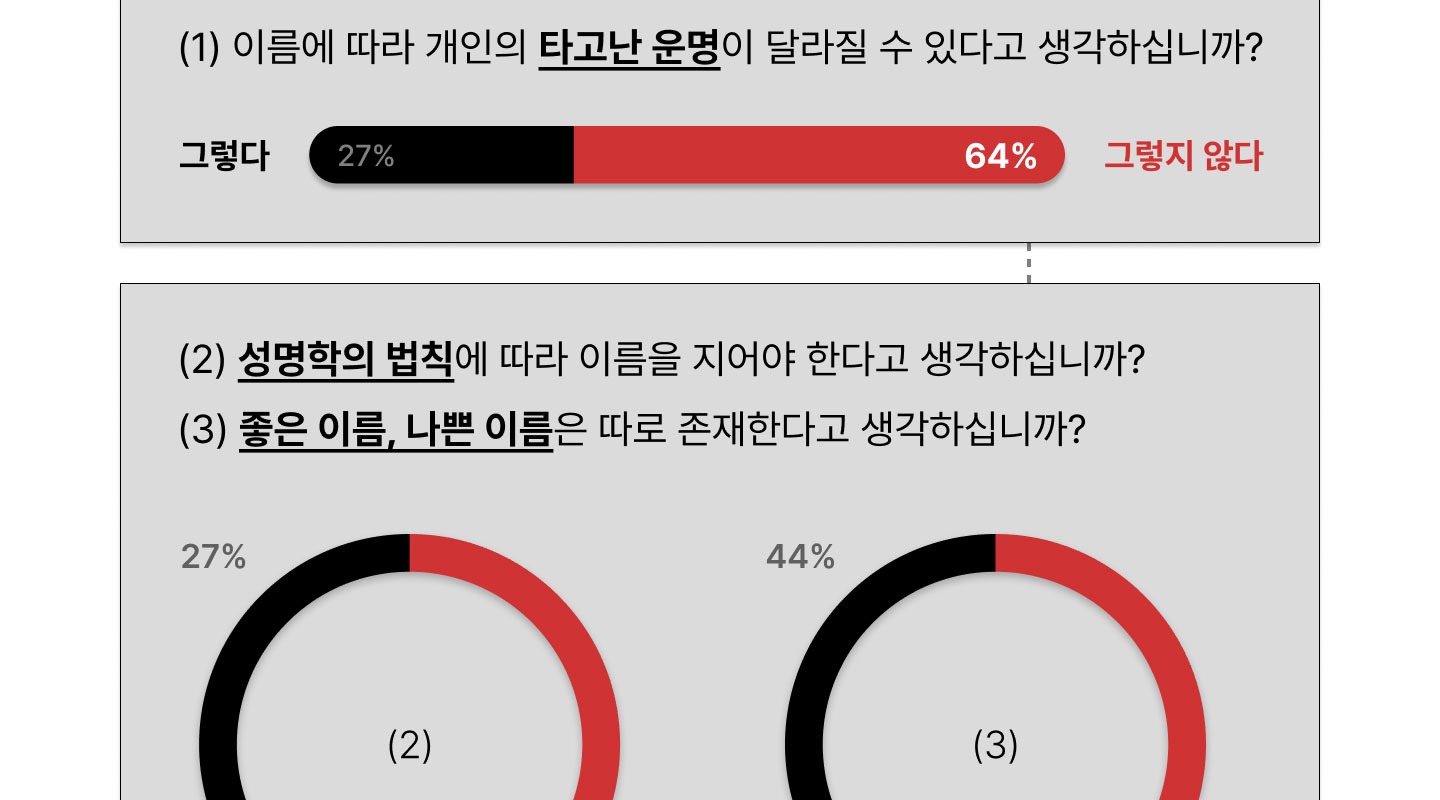 (1) 이름에 따라 개인의 타고난 운명이 달라질 수 있다고 생각하십니까?
그렇다 27% 64% 그렇지 않다
(2) 성명학의 법칙에 따라 이름을 지어야 한다고 생각하십니까?
(3) 좋은 이름, 나쁜 이름은 따로 존재한다고 생각하십니까?
27% 44%
(2) (3)